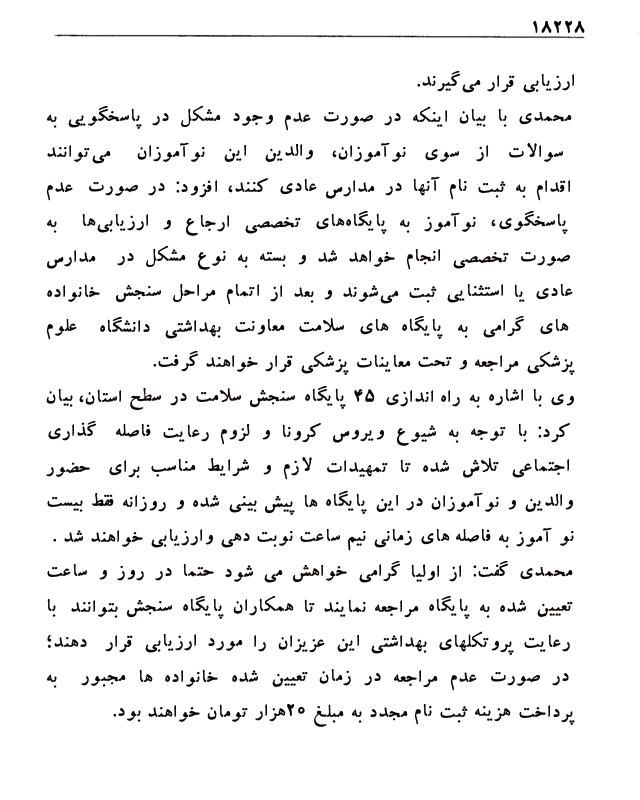 ۱۸۲۲۸
ارزیابی قرار می‌گیرند.
محمدی با بیان اینکه در صورت عدم وجود مشکل در پاسخگویی به
سوالات از سوی نوآموزان، والدین این نوآموزان می‌توانند
اقدام به ثبت نام آنها در مدارس عادی کنند، افزود: در صورت عدم
پاسخگوی، نوآموز به پایگاه‌های تخصصی ارجاع و ارزیابی‌ها به
صورت تخصصی انجام خواهد شد و بسته به نوع مشکل در مدارس
عادی یا استثنایی ثبت می‌شوند و بعد از اتمام مراحل سنجش خانواده
های گرامی به پایگاه های سلامت معاونت بهداشتی دانشگاه علوم
پزشکی مراجعه و تحت معاینات پزشکی قرار خواهند گرفت.
وی با اشاره به راه اندازی ۴۵ پایگاه سنجش سلامت در سطح استان، بیان
کرد: با توجه به شیوع ویروس کرونا و لزوم رعایت فاصله گذاری
اجتماعی تلاش شده تا تمهیدات لازم و شرایط مناسب برای حضور
والدین و نوآموزان در این پایگاه ها پیش بینی شده و روزانه فقط بیست
نو آموز به فاصله های زمانی نیم ساعت نوبت دهی وارزیابی خواهند شد .
محمدی گفت: از اولیا گرامی خواهش می شود حتما در روز و ساعت
تعیین شده به پایگاه مراجعه نمایند تا همکاران پایگاه سنجش بتوانند با
رعایت پروتکلهای بهداشتی این عزیزان را مورد ارزیابی قرار دهند؛
در صورت عدم مراجعه در زمان تعیین شده خانواده ها مجبور به
پرداخت هزینه ثبت نام مجدد به مبلغ ۲۰هزار تومان خواهند بود.